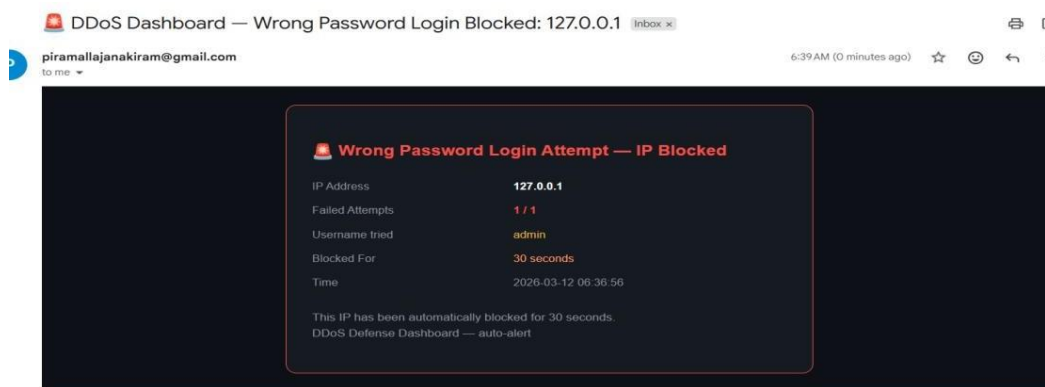 🚨 DDoS Dashboard — Wrong Password Login Blocked: 127.0.0.1 Inbox ×
piramallajanakiram@gmail.com 6:39 AM (0 minutes ago)
to me
🚨 Wrong Password Login Attempt — IP Blocked
IP Address 127.0.0.1
Failed Attempts 1 / 1
Username tried admin
Blocked For 30 seconds
Time 2026-03-12 06:36:56
This IP has been automatically blocked for 30 seconds.
DDoS Defense Dashboard — auto-alert